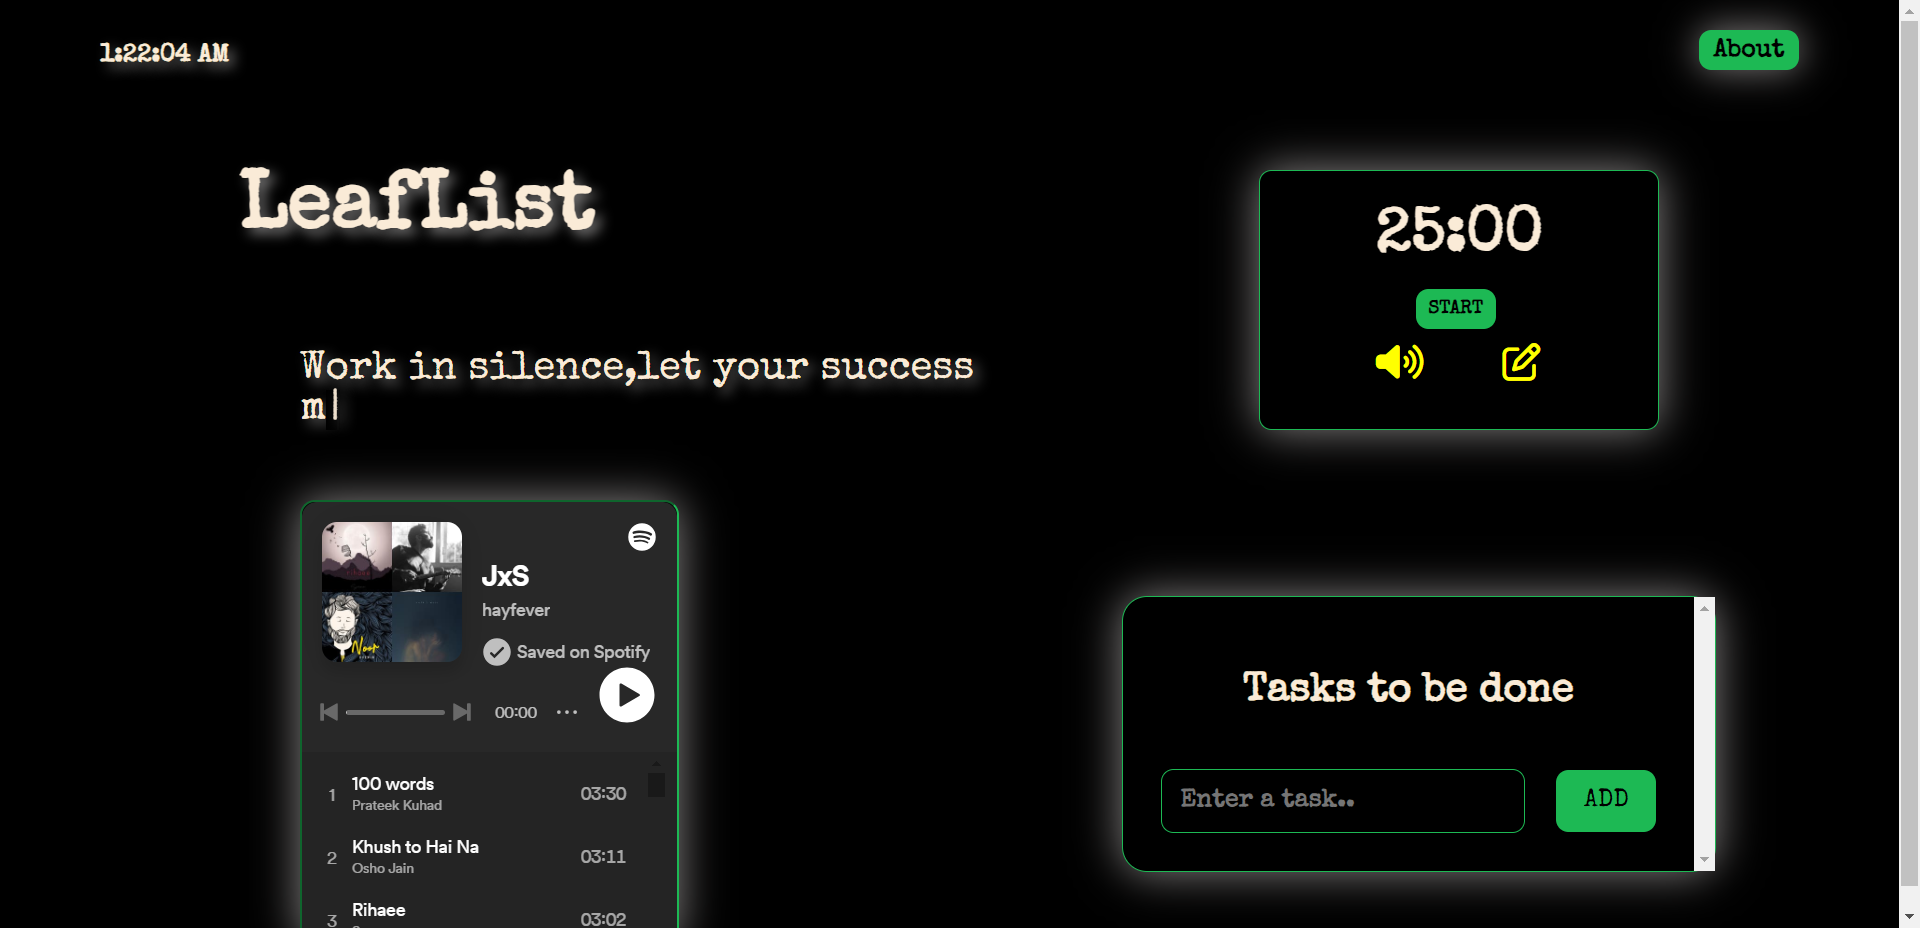 1:22:04 AM
About
LeafList
25:00
START
Work in silence,let your success
m|
JxS
hayfever
Saved on Spotify
00:00
Noor
1
100 words
03:30
Prateek Kuhad
2
Khush to Hai Na
03:11
Osho Jain
3
Rihaee
03:02
Tasks to be done
Enter a task..
ADD